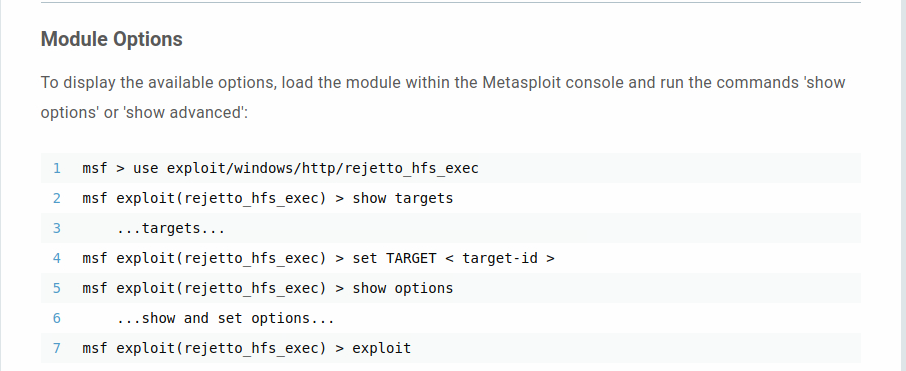 Module Options
To display the available options, load the module within the Metasploit console and run the commands 'show
options' or 'show advanced':
1 msf > use exploit/windows/http/rejetto_hfs_exec
2 msf exploit(rejetto_hfs_exec) > show targets
3 ...targets...
4 msf exploit(rejetto_hfs_exec) > set TARGET < target-id >
5 msf exploit(rejetto_hfs_exec) > show options
6 ...show and set options...
7 msf exploit(rejetto_hfs_exec) > exploit